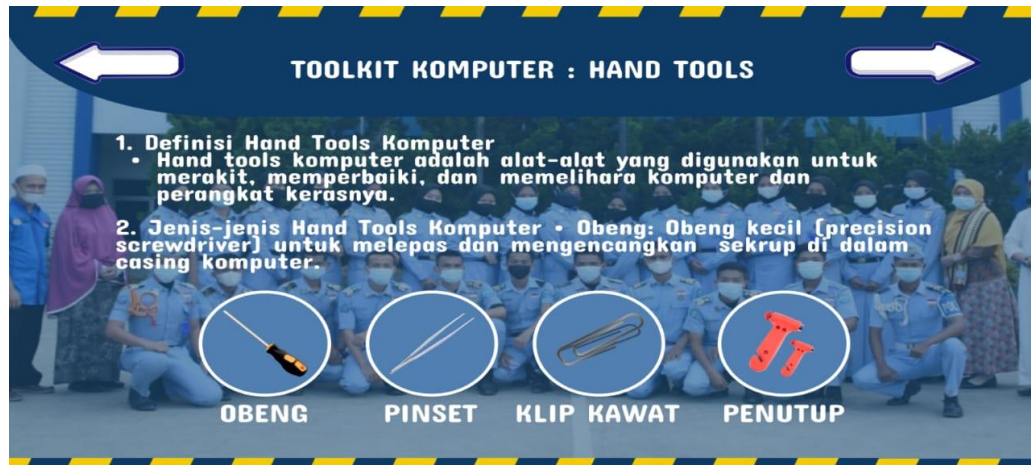 TOOLKIT KOMPUTER : HAND TOOLS
1. Definisi Hand Tools Komputer
• Hand tools komputer adalah alat-alat yang digunakan untuk
merakit, memperbaiki, dan memelihara komputer dan
perangkat kerasnya.
2. Jenis-jenis Hand Tools Komputer • Obeng: Obeng kecil (precision
screwdriver) untuk melepas dan mengencangkan sekrup di dalam
casing komputer.
OBENG PINSET KLIP KAWAT PENUTUP